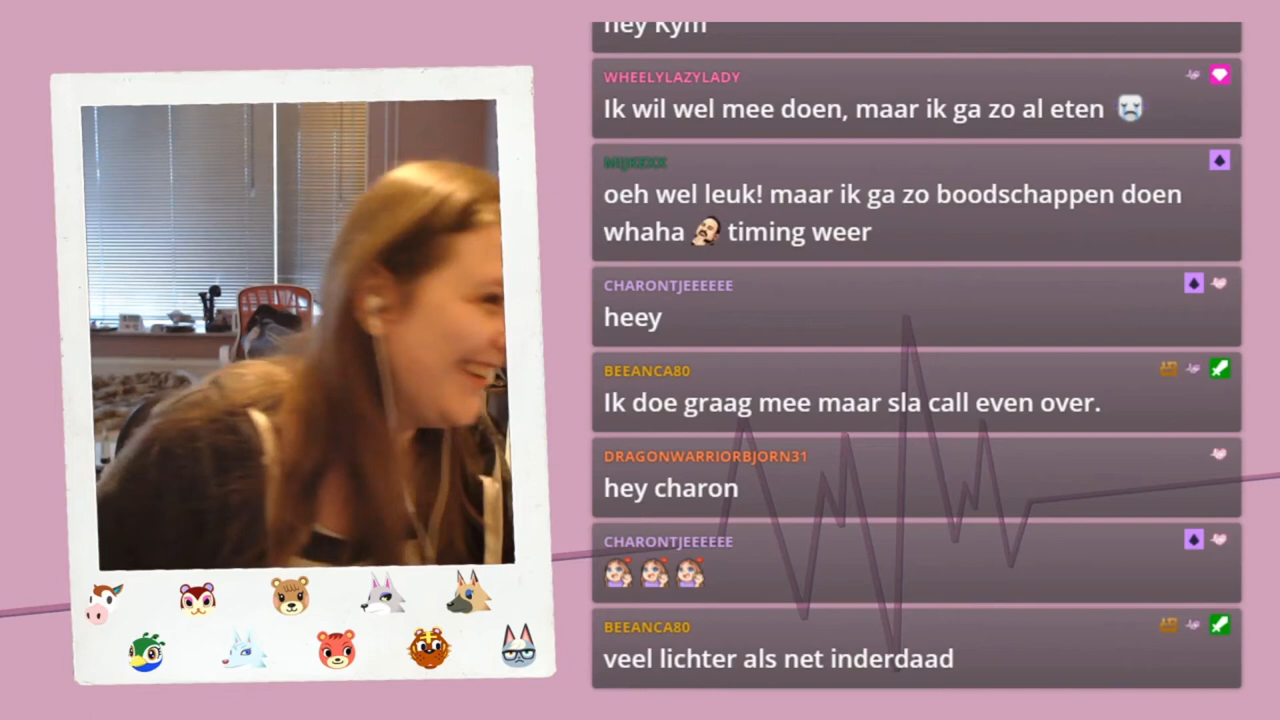 hey Kym
WHEELYLAZYLADY
Ik wil wel mee doen, maar ik ga zo al eten
MIJKEXX
oeh wel leuk! maar ik ga zo boodschappen doen
whaha timing weer
CHARONTJEEEEEE
heey
BEEANCA80
Ik doe graag mee maar sla call even over.
DRAGONWARRIORBJORN31
hey charon
CHARONTJEEEEEE
BEEANCA80
veel lichter als net inderdaad